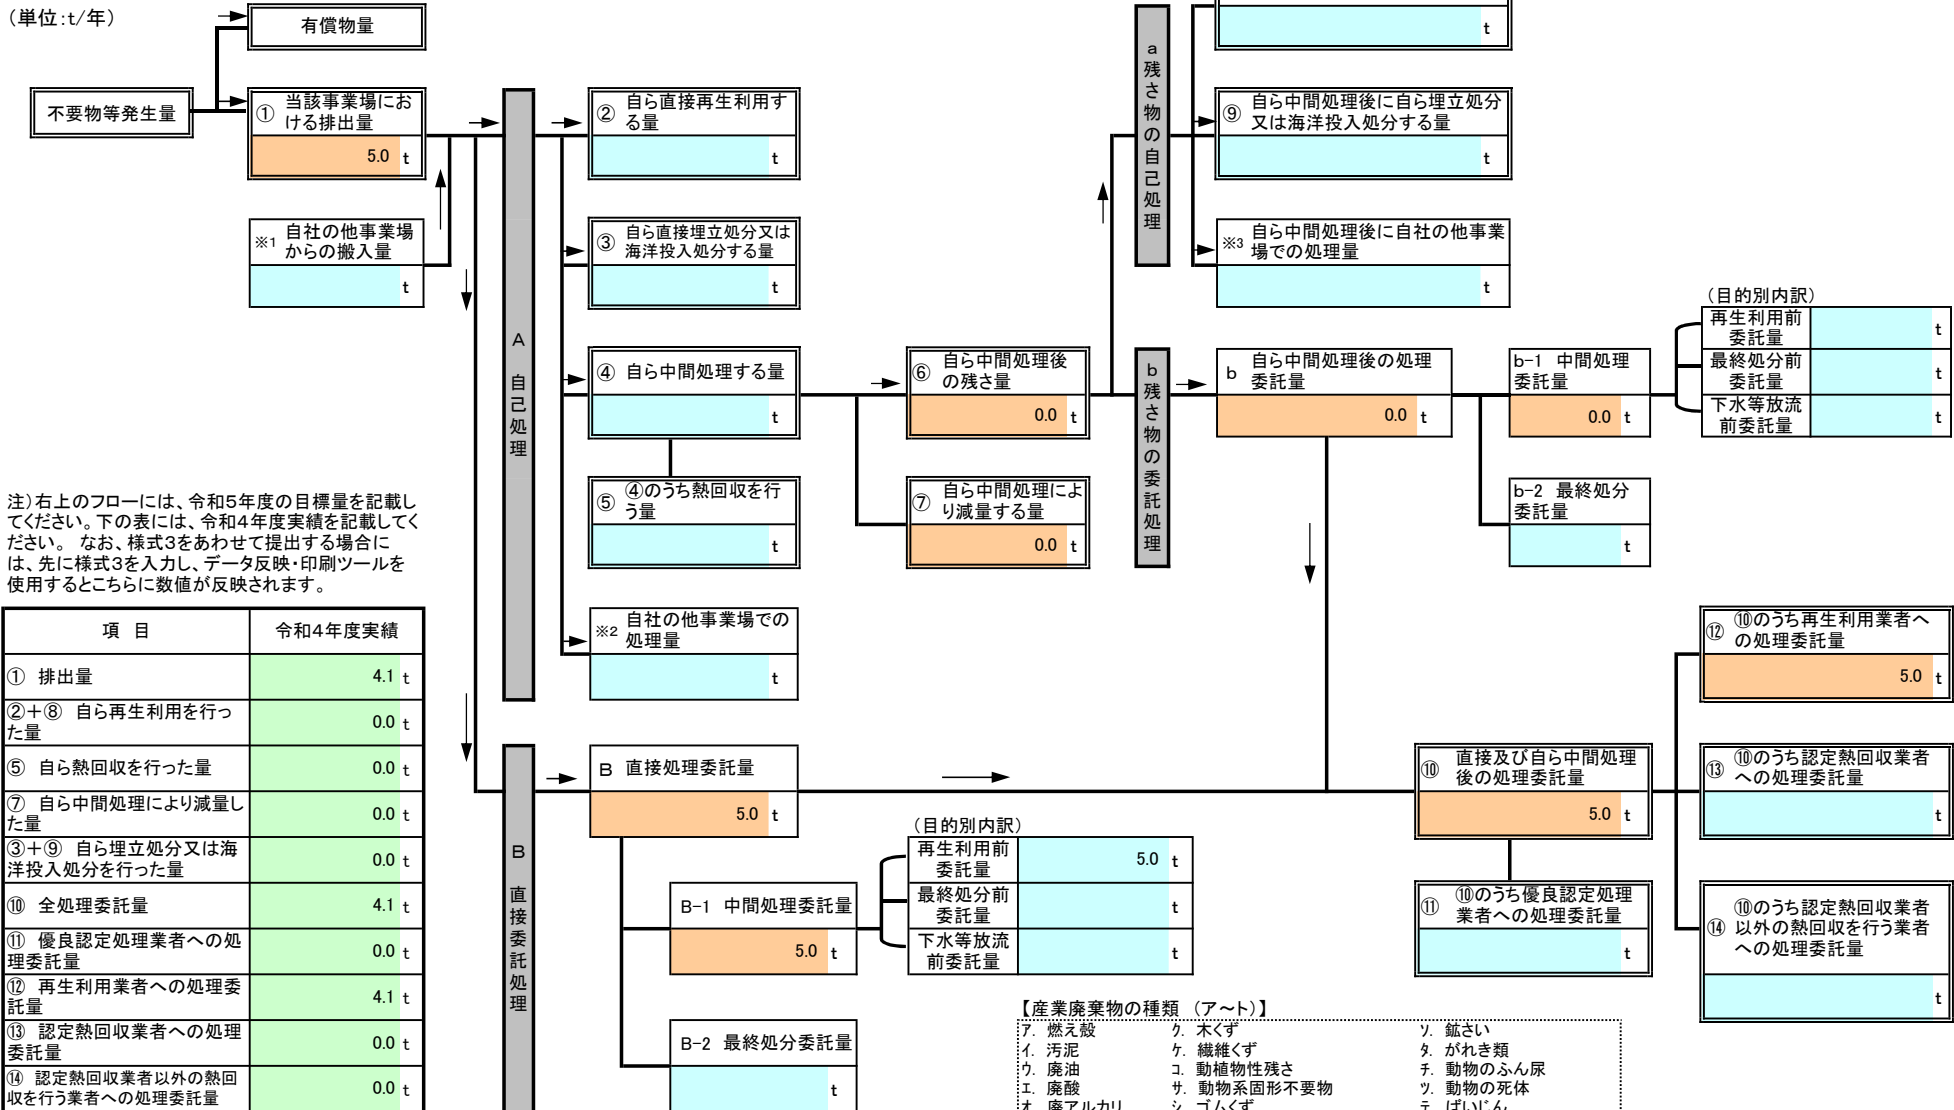 （単位:t/年）
有償物量
不要物等発生量
① 当該事業場にお
ける排出量
5.0 t
※1 自社の他事業場
からの搬入量
t
A 自己処理
② 自ら直接再生利用す
る量
t
③ 自ら直接埋立処分又は
海洋投入処分する量
t
④ 自ら中間処理する量
t
⑤ ④のうち熱回収を行
う量
t
※2 自社の他事業場での
処理量
t
⑥ 自ら中間処理後
の残さ量
0.0 t
⑦ 自ら中間処理によ
り減量する量
0.0 t
a 残さ物の自己処理
t
⑨ 自ら中間処理後に自ら埋立処分
又は海洋投入処分する量
t
※3 自ら中間処理後に自社の他事業
場での処理量
t
b 残さ物の委託処理
b 自ら中間処理後の処理
委託量
0.0 t
b-1 中間処理
委託量
0.0 t
b-2 最終処分
委託量
t
（目的別内訳）
再生利用前
委託量
t
最終処分前
委託量
t
下水等放流
前委託量
t
注）右上のフローには、令和５年度の目標量を記載し
てください。下の表には、令和４年度実績を記載してく
ださい。 なお、様式３をあわせて提出する場合に
は、先に様式３を入力し、データ反映・印刷ツールを
使用するとこちらに数値が反映されます。
項 目 令和４年度実績
① 排出量 4.1 t
②＋⑧ 自ら再生利用を行っ
た量
0.0 t
⑤ 自ら熱回収を行った量 0.0 t
⑦ 自ら中間処理により減量し
た量
0.0 t
③＋⑨ 自ら埋立処分又は海
洋投入処分を行った量
0.0 t
⑩ 全処理委託量 4.1 t
⑪ 優良認定処理業者への処
理委託量
0.0 t
⑫ 再生利用業者への処理委
託量
4.1 t
⑬ 認定熱回収業者への処理
委託量
0.0 t
⑭ 認定熱回収業者以外の熱回
収を行う業者への処理委託量
0.0 t
B 直接委託処理
B 直接処理委託量
5.0 t
B-1 中間処理委託量
5.0 t
B-2 最終処分委託量
t
（目的別内訳）
再生利用前
委託量
5.0 t
最終処分前
委託量
t
下水等放流
前委託量
t
⑩ 直接及び自ら中間処理
後の処理委託量
5.0 t
⑪ ⑩のうち優良認定処理
業者への処理委託量
t
⑫ ⑩のうち再生利用業者へ
の処理委託量
5.0 t
⑬ ⑩のうち認定熱回収業者
への処理委託量
t
⑭ ⑩のうち認定熱回収業者
以外の熱回収を行う業者
への処理委託量
t
【産業廃棄物の種類 （ア～ト）】
ア. 燃え殻 ク. 木くず ソ. 鉱さい
イ. 汚泥 ケ. 繊維くず タ. がれき類
ウ. 廃油 コ. 動植物性残さ チ. 動物のふん尿
エ. 廃酸 サ. 動物系固形不要物 ツ. 動物の死体
オ. 廃アルカリ シ. ゴムくず テ. ばいじん